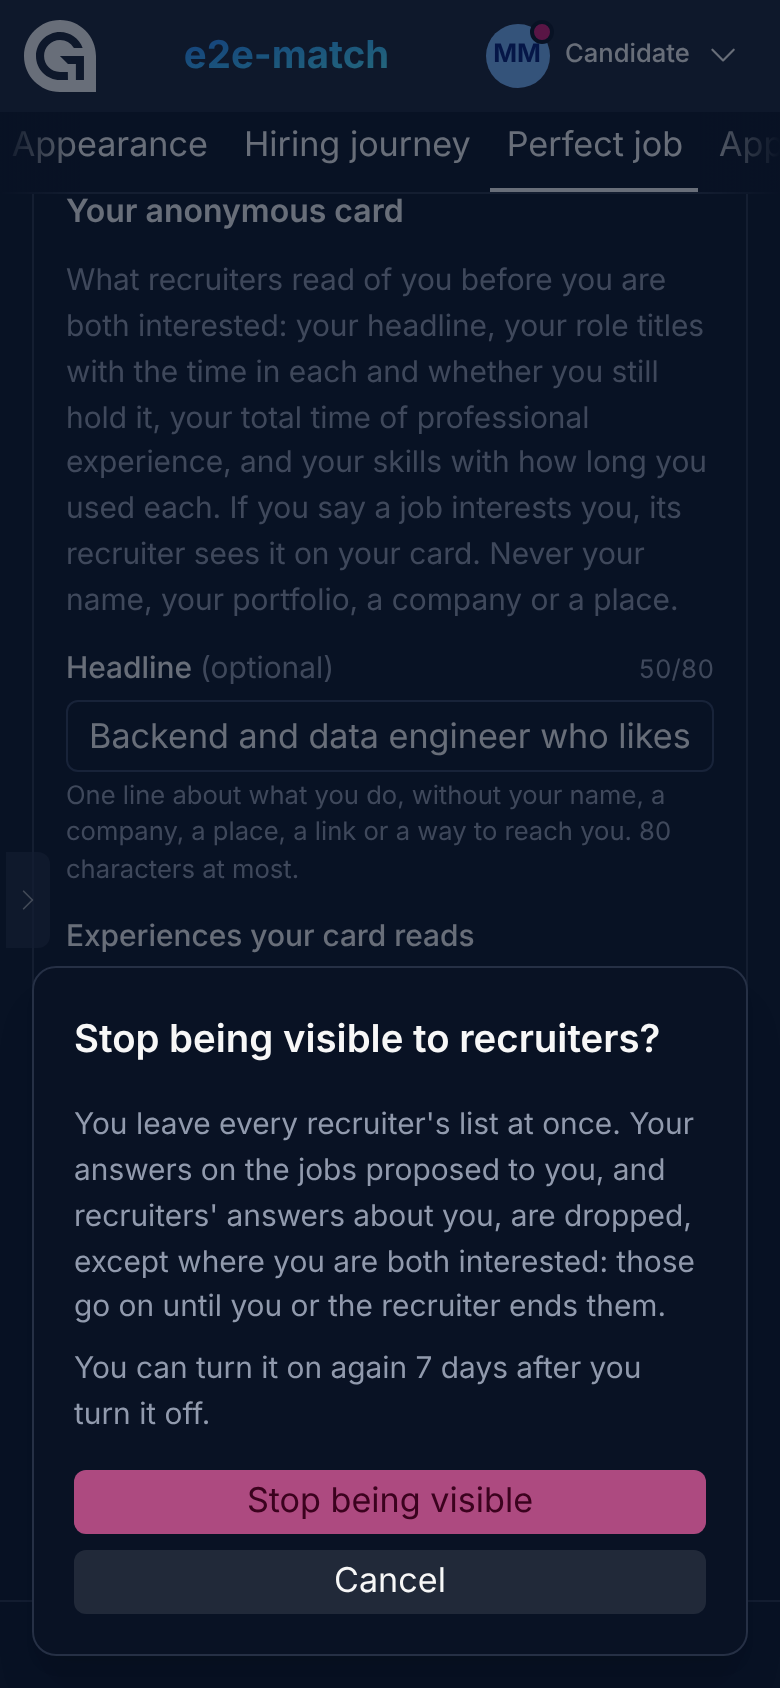 e2e-match
MM
Candidate
Appearance Hiring journey Perfect job App
Your anonymous card
What recruiters read of you before you are
both interested: your headline, your role titles
with the time in each and whether you still
hold it, your total time of professional
experience, and your skills with how long you
used each. If you say a job interests you, its
recruiter sees it on your card. Never your
name, your portfolio, a company or a place.
Headline (optional) 50/80
Backend and data engineer who likes
One line about what you do, without your name, a
company, a place, a link or a way to reach you. 80
characters at most.
Experiences your card reads
Stop being visible to recruiters?
You leave every recruiter's list at once. Your
answers on the jobs proposed to you, and
recruiters' answers about you, are dropped,
except where you are both interested: those
go on until you or the recruiter ends them.
You can turn it on again 7 days after you
turn it off.
Stop being visible
Cancel